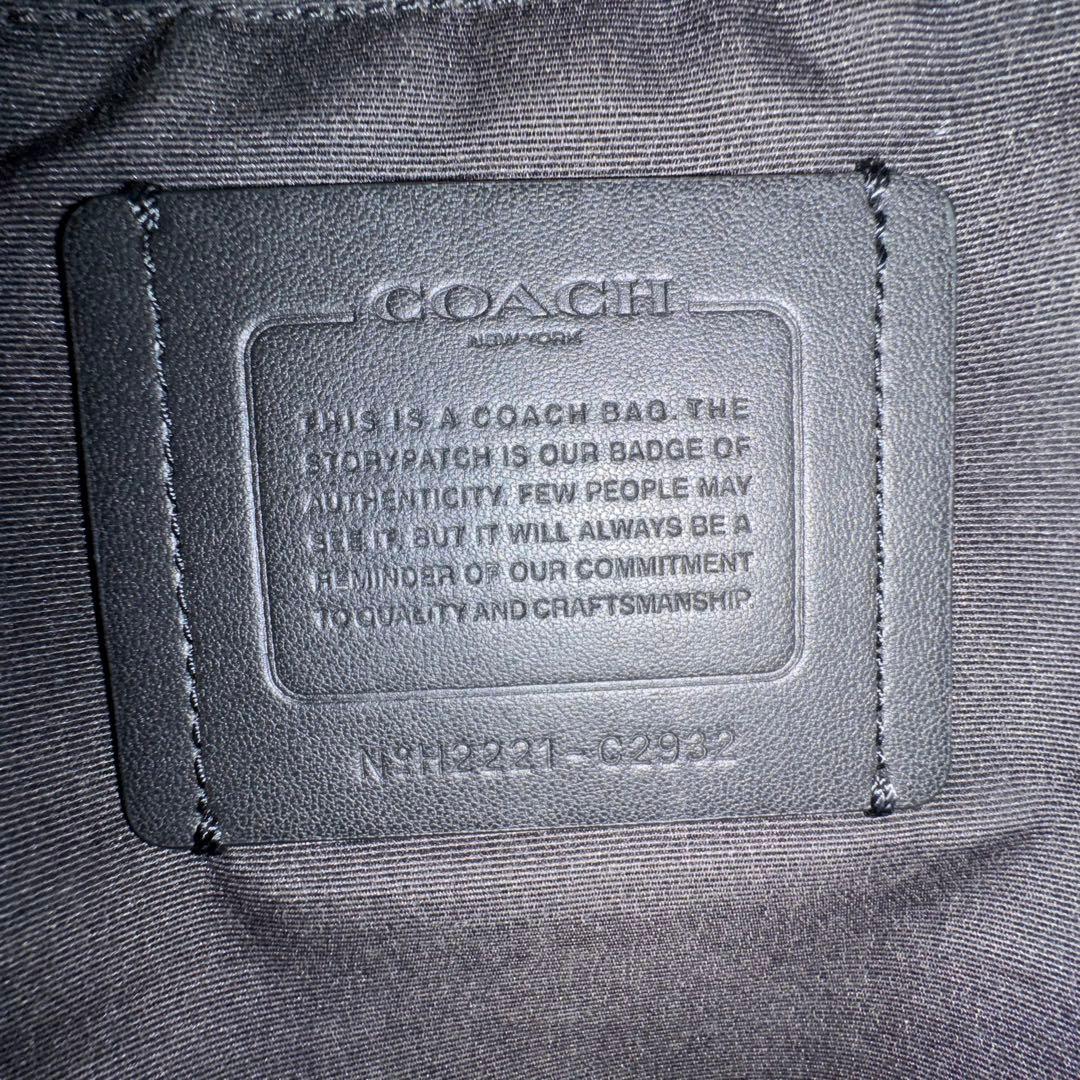 COACH
NEW YORK
THIS IS A COACH BAG. THE
STORYPATCH IS OUR BADGE OF
AUTHENTICITY. FEW PEOPLE MAY
SEE IT, BUT IT WILL ALWAYS BE A
REMINDER OF OUR COMMITMENT
TO QUALITY AND CRAFTSMANSHIP.
Nº H2221-C2932